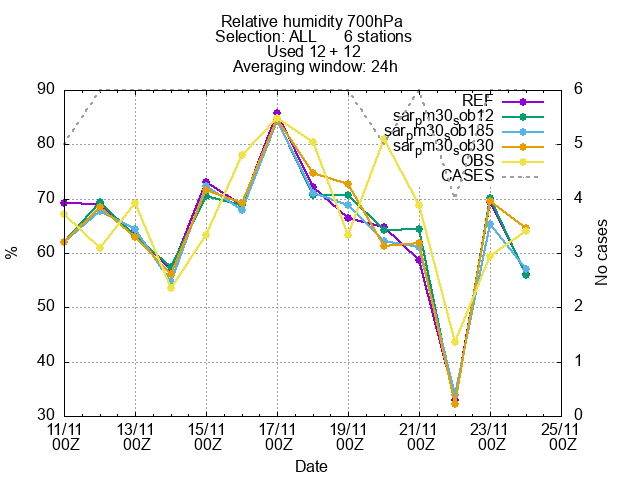 Relative humidity 700hPa
Selection: ALL 6 stations
Used 12 + 12
Averaging window: 24h
REF
sar_pm30_sob12
sar_pm30_sob185
sar_pm30_sob30
OBS
CASES
90
80
70
60
50
40
30
%
6
5
4
3
2
1
0
No cases
11/11 13/11 15/11 17/11 19/11 21/11 23/11 25/11
00Z 00Z 00Z 00Z 00Z 00Z 00Z 00Z
Date